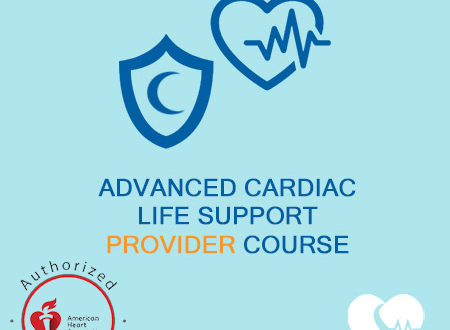 ADVANCED CARDIAC
LIFE SUPPORT
PROVIDER COURSE
Authorized
American
Heart